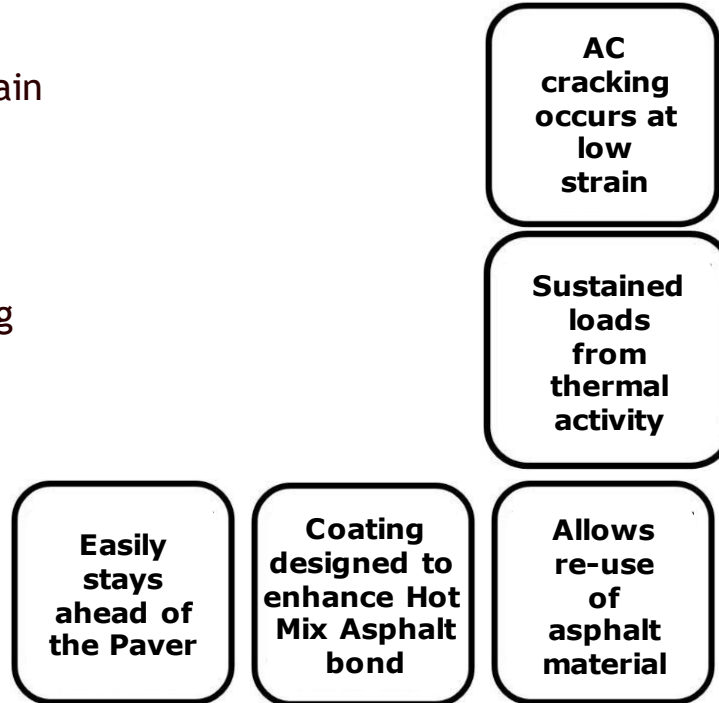 ain
AC
cracking
occurs at
low
strain
g
Sustained
loads
from
thermal
activity
Easily
stays
ahead of
the Paver
Coating
designed to
enhance Hot
Mix Asphalt
bond
Allows
re-use
of
asphalt
material